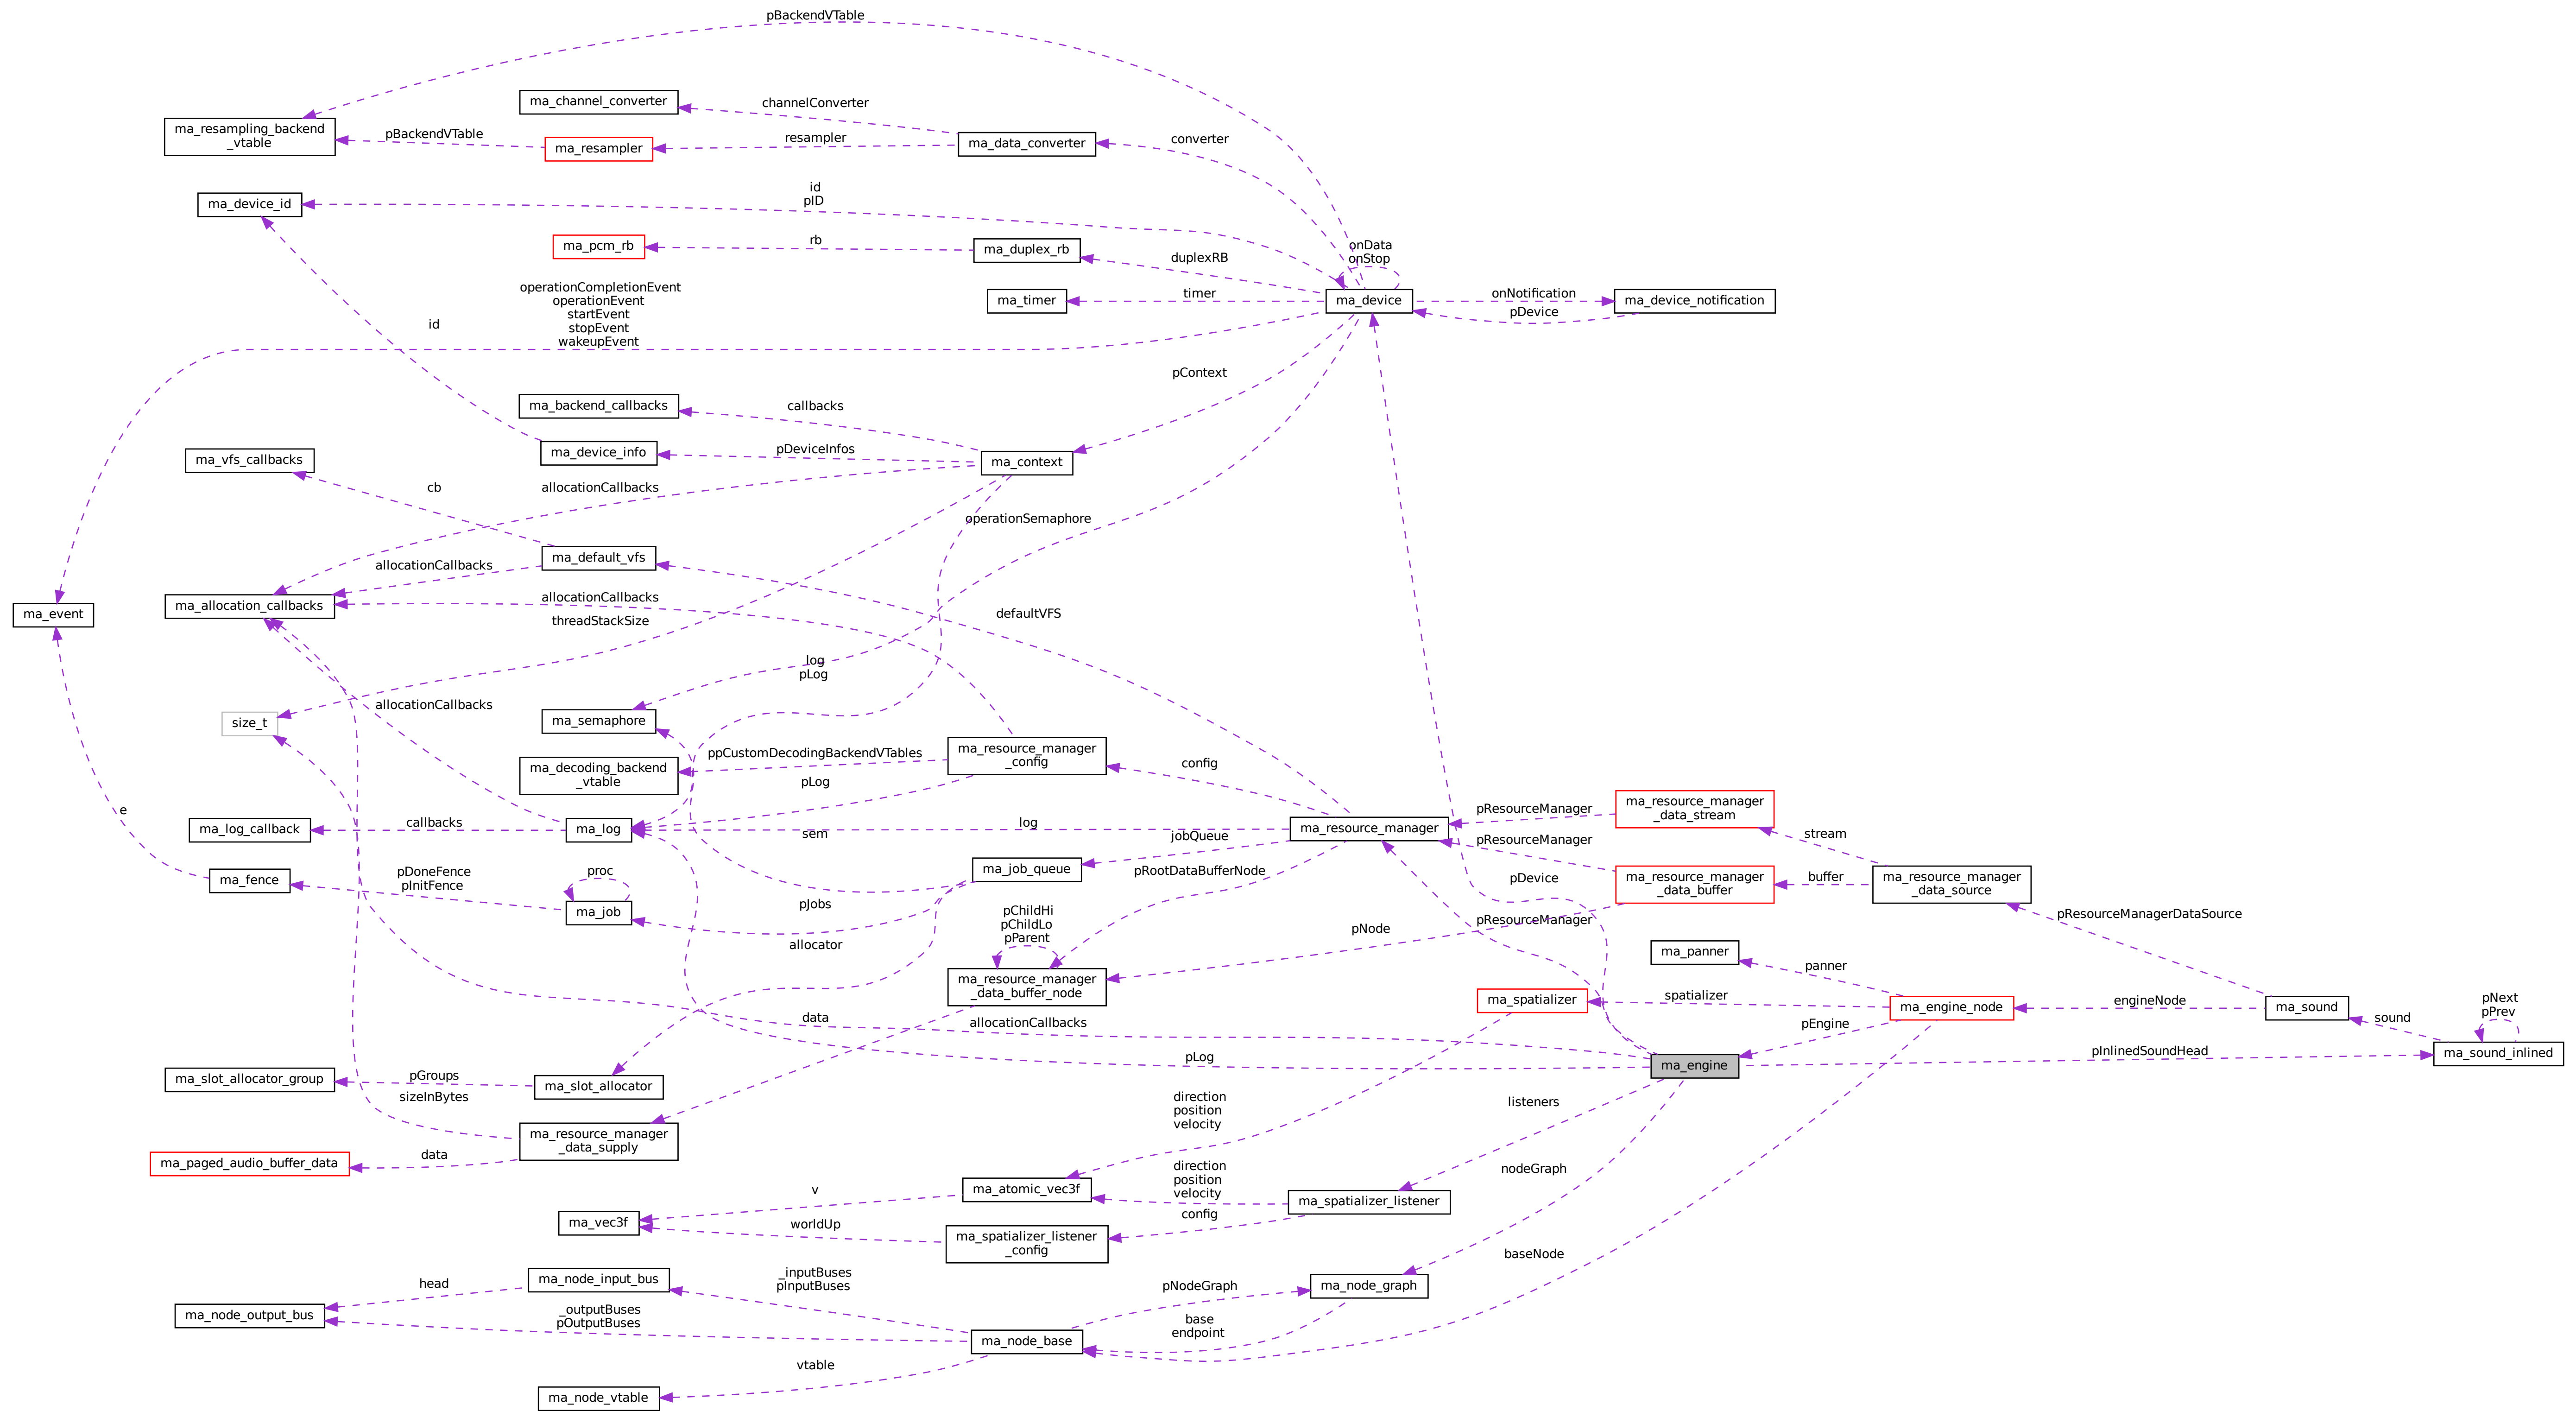 pBackendVTable
ma_channel_converter
channelConverter
ma_resampling_backend
_vtable
pBackendVTable
ma_resampler
resampler
ma_data_converter
converter
ma_device_id
id
pID
ma_pcm_rb
rb
ma_duplex_rb
duplexRB
onData
onStop
ma_timer
timer
ma_device
onNotification
pDevice
ma_device_notification
operationCompletionEvent
operationEvent
startEvent
stopEvent
wakeupEvent
id
pContext
ma_backend_callbacks
callbacks
ma_vfs_callbacks
ma_device_info
pDeviceInfos
ma_context
cb
allocationCallbacks
operationSemaphore
ma_default_vfs
allocationCallbacks
ma_event
ma_allocation_callbacks
allocationCallbacks
threadStackSize
defaultVFS
log
pLog
allocationCallbacks
size_t
ma_semaphore
ma_decoding_backend
_vtable
ppCustomDecodingBackendVTables
pLog
ma_resource_manager
_config
config
e
ma_log_callback
callbacks
ma_log
sem
log
jobQueue
ma_resource_manager
pResourceManager
pResourceManager
ma_resource_manager
_data_stream
stream
ma_fence
pDoneFence
pInitFence
proc
ma_job
pJobs
ma_job_queue
pRootDataBufferNode
pDevice
ma_resource_manager
_data_buffer
buffer
ma_resource_manager
_data_source
allocator
pChildHi
pChildLo
pParent
pNode
pResourceManager
pResourceManagerDataSource
ma_resource_manager
_data_buffer_node
ma_panner
panner
ma_spatializer
spatializer
ma_engine_node
engineNode
ma_sound
sound
pNext
pPrev
data
allocationCallbacks
pLog
pEngine
ma_engine
pInlinedSoundHead
ma_sound_inlined
ma_slot_allocator_group
pGroups
sizeInBytes
ma_slot_allocator
direction
position
velocity
listeners
ma_resource_manager
_data_supply
ma_paged_audio_buffer_data
data
nodeGraph
v
ma_atomic_vec3f
direction
position
velocity
config
ma_spatializer_listener
ma_vec3f
worldUp
ma_spatializer_listener
_config
baseNode
ma_node_input_bus
head
_inputBuses
pInputBuses
pNodeGraph
ma_node_graph
ma_node_output_bus
_outputBuses
pOutputBuses
base
endpoint
ma_node_base
vtable
ma_node_vtable